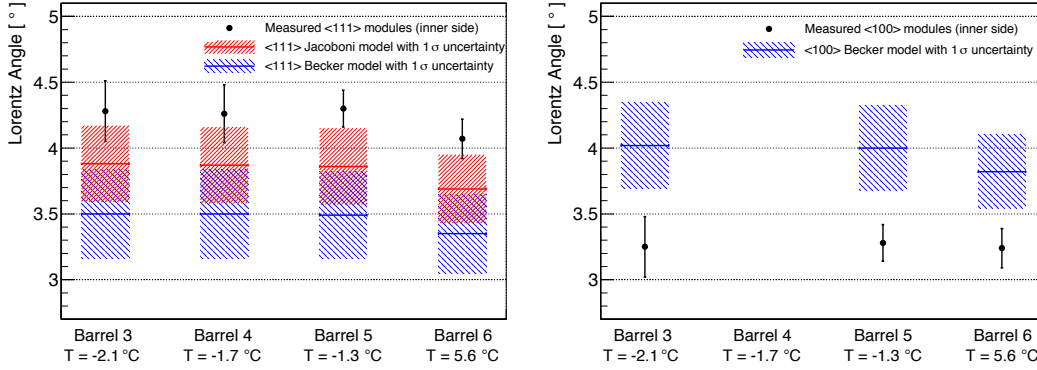 Lorentz Angle [ ° ]
5
4.5
4
3.5
3
Measured <111> modules (inner side)
<111> Jacoboni model with 1 σ uncertainty
<111> Becker model with 1 σ uncertainty
Barrel 3 Barrel 4 Barrel 5 Barrel 6
T = -2.1 °C T = -1.7 °C T = -1.3 °C T = 5.6 °C
Lorentz Angle [ ° ]
5
4.5
4
3.5
3
Measured <100> modules (inner side)
<100> Becker model with 1 σ uncertainty
Barrel 3 Barrel 4 Barrel 5 Barrel 6
T = -2.1 °C T = -1.7 °C T = -1.3 °C T = 5.6 °C